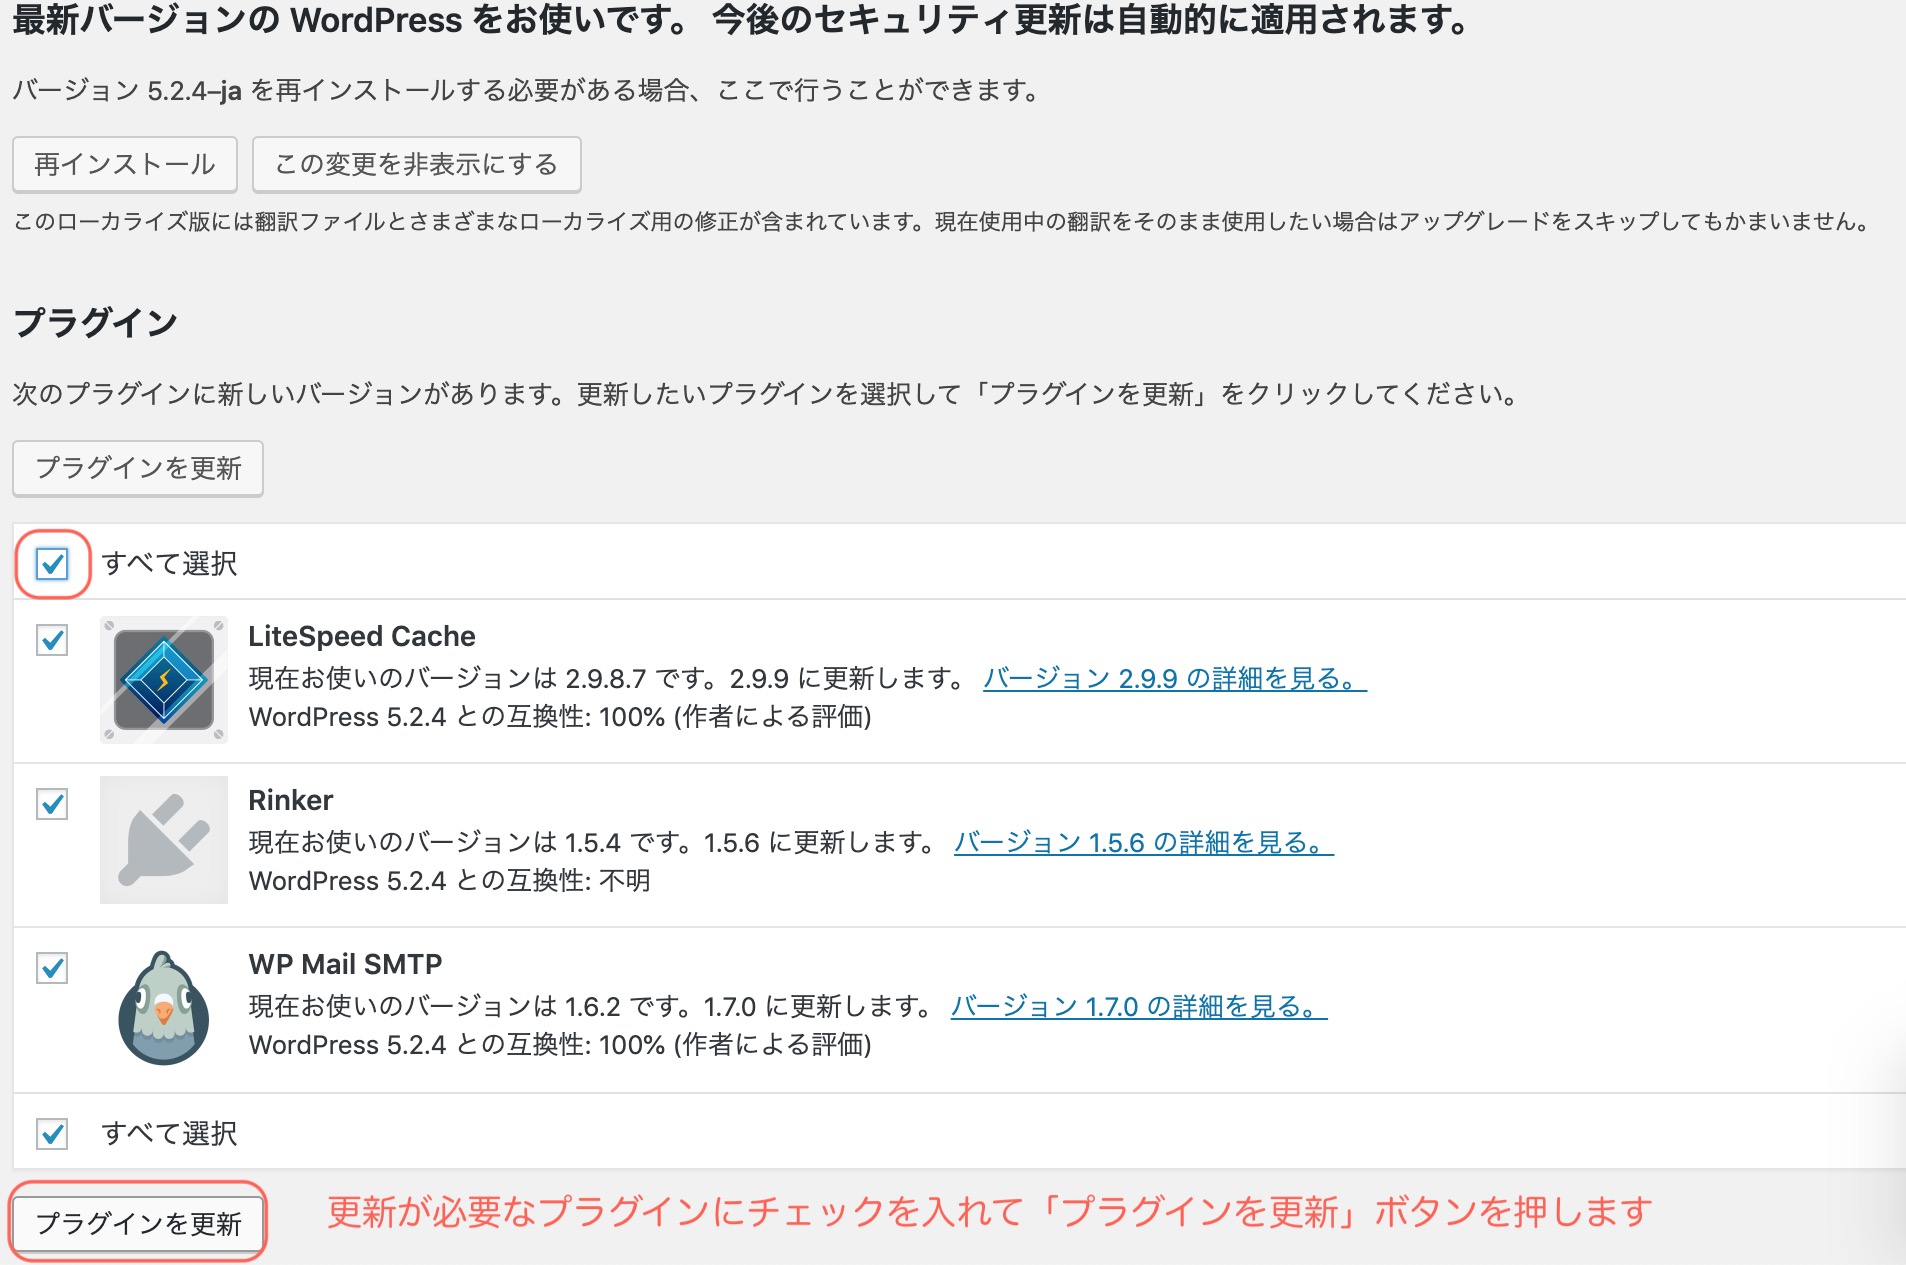 最新バージョンの WordPress をお使いです。 今後のセキュリティ更新は自動的に適用されます。
バージョン 5.2.4–ja を再インストールする必要がある場合、ここで行うことができます。
再インストール この変更を非表示にする
このローカライズ版には翻訳ファイルとさまざまなローカライズ用の修正が含まれています。現在使用中の翻訳をそのまま使用したい場合はアップグレードをスキップしてもかまいません。
プラグイン
次のプラグインに新しいバージョンがあります。更新したいプラグインを選択して「プラグインを更新」をクリックしてください。
プラグインを更新
すべて選択
LiteSpeed Cache
現在お使いのバージョンは 2.9.8.7 です。2.9.9 に更新します。 バージョン 2.9.9 の詳細を見る。
WordPress 5.2.4 との互換性: 100% (作者による評価)
Rinker
現在お使いのバージョンは 1.5.4 です。1.5.6 に更新します。 バージョン 1.5.6 の詳細を見る。
WordPress 5.2.4 との互換性: 不明
WP Mail SMTP
現在お使いのバージョンは 1.6.2 です。1.7.0 に更新します。 バージョン 1.7.0 の詳細を見る。
WordPress 5.2.4 との互換性: 100% (作者による評価)
すべて選択
プラグインを更新 更新が必要なプラグインにチェックを入れて「プラグインを更新」ボタンを押します